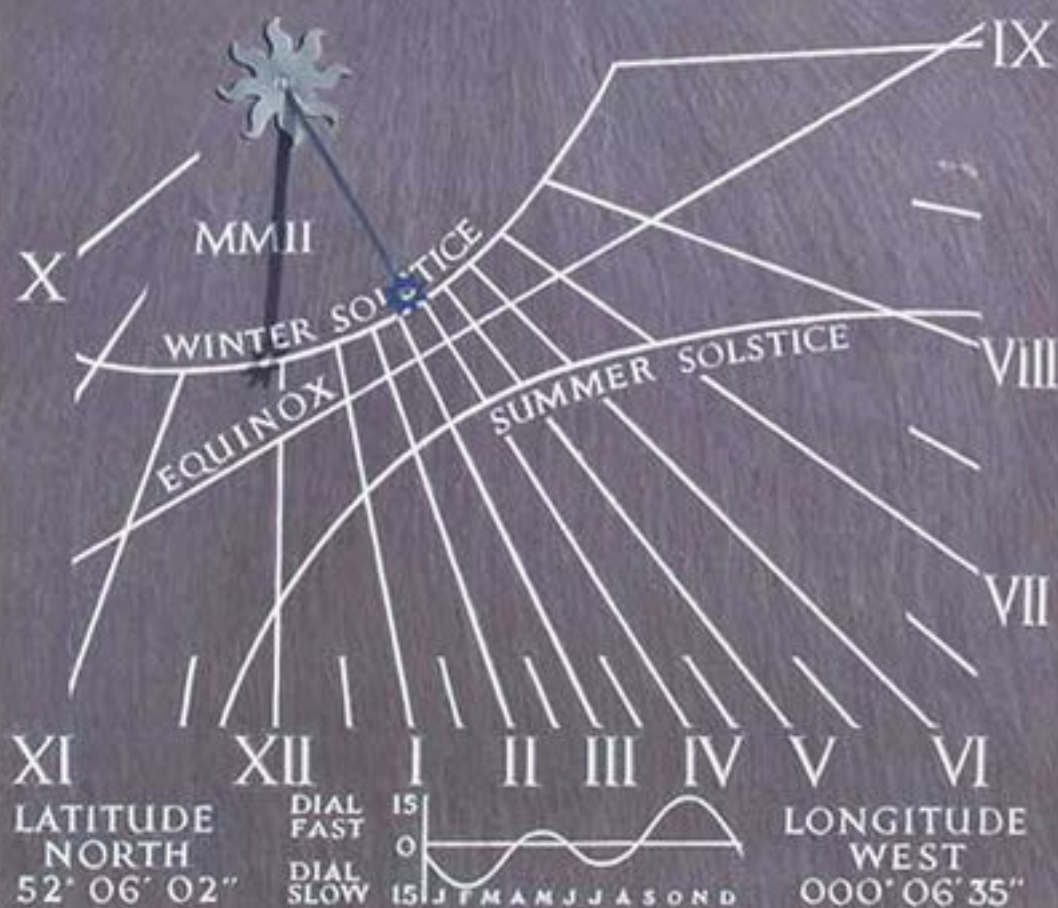 IX
X
MMII
WINTER SOLSTICE
EQUINOX
SUMMER SOLSTICE
VIII
VII
XI XII I II III IV V VI
LATITUDE
NORTH
52° 06' 02"
DIAL
FAST
DIAL
SLOW
15
0
15
J F M A M J J A S O N D
LONGITUDE
WEST
000° 06' 35"